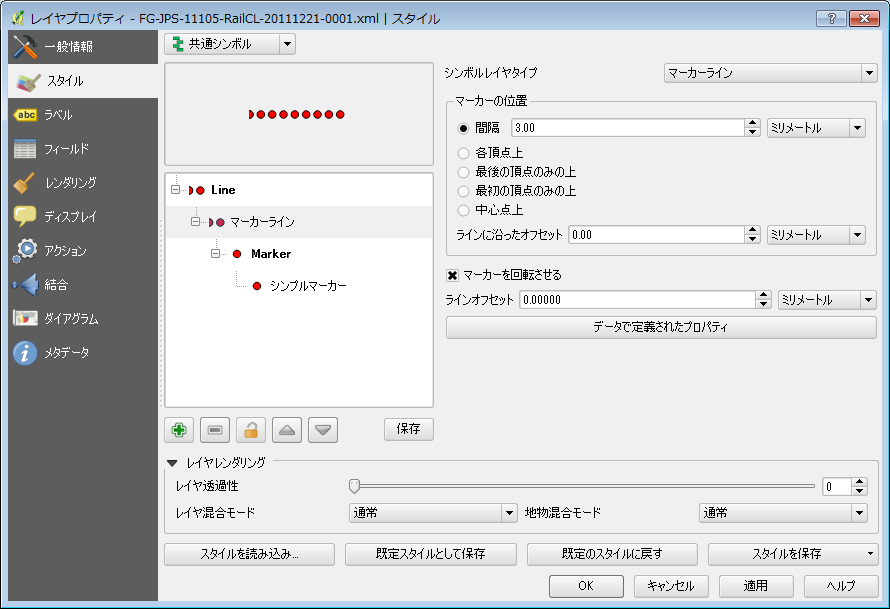 レイヤプロパティ - FG-JPS-11105-RailCL-20111221-0001.xml | スタイル
一般情報
スタイル
abc ラベル
フィールド
レンダリング
ディスプレイ
アクション
結合
ダイアグラム
メタデータ
共通シンボル
Line
マーカーライン
Marker
シンプルマーカー
保存
シンボルレイヤタイプ
マーカーライン
マーカーの位置
間隔 3.00 ミリメートル
各頂点上
最後の頂点のみの上
最初の頂点のみの上
中心点上
ラインに沿ったオフセット 0.00 ミリメートル
マーカーを回転させる
ラインオフセット 0.00000 ミリメートル
データで定義されたプロパティ
レイヤレンダリング
レイヤ透過性 0
レイヤ混合モード 通常 地物混合モード 通常
スタイルを読み込み... 既定スタイルとして保存 既定のスタイルに戻す スタイルを保存
OK キャンセル 適用 ヘルプ